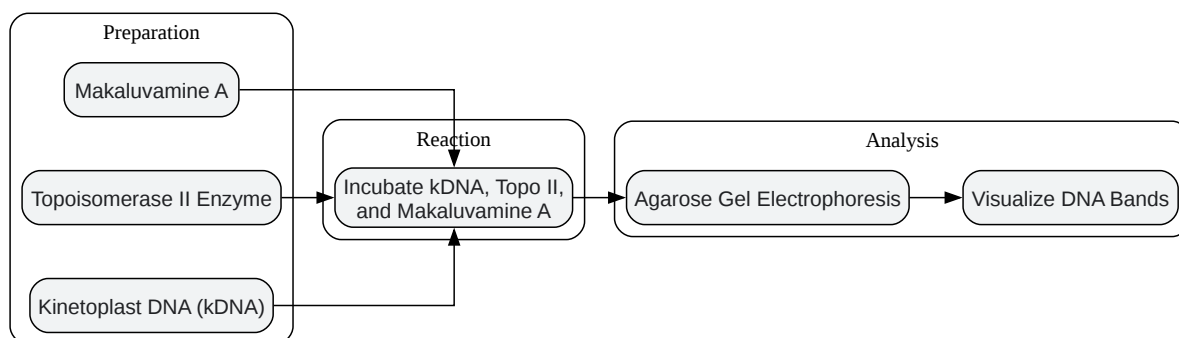 Preparation
Makaluvamine A
Topoisomerase II Enzyme
Kinetoplast DNA (kDNA)
Reaction
Incubate kDNA, Topo II,
and Makaluvamine A
Analysis
Agarose Gel Electrophoresis
Visualize DNA Bands